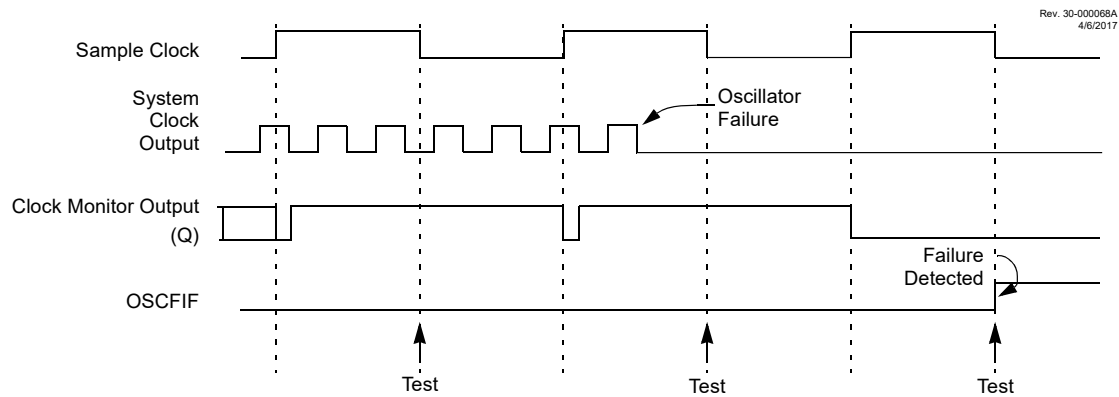 Rev. 30-000068A
4/6/2017
Sample Clock
System
Clock
Output
Oscillator
Failure
Clock Monitor Output
(Q)
Failure
Detected
OSCFIF
Test
Test
Test